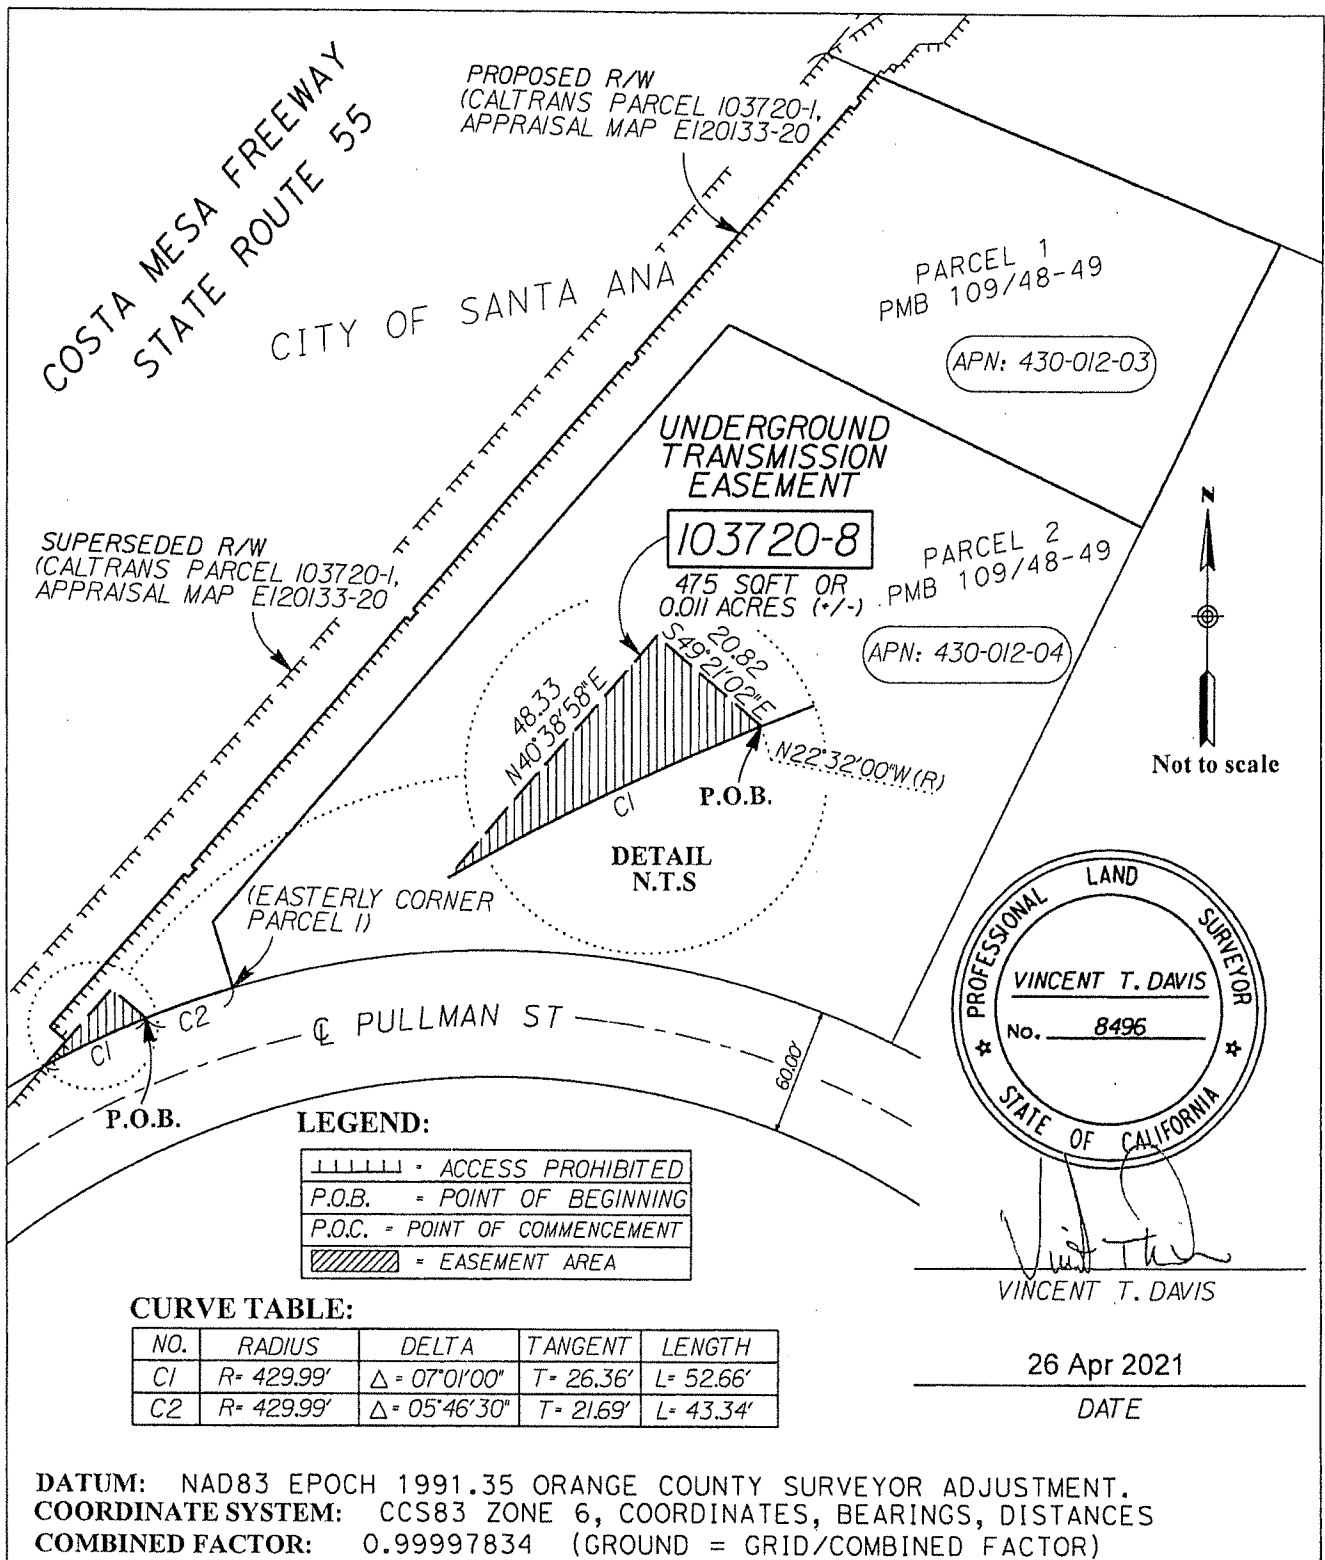 COSTA MESA FREEWAY
STATE ROUTE 55
PROPOSED R/W
(CALTRANS PARCEL 103720-1,
APPRAISAL MAP E120133-20
CITY OF SANTA ANA
PARCEL 1
PMB 109/48-49
APN: 430-012-03
UNDERGROUND
TRANSMISSION
EASEMENT
103720-8
475 SQFT OR
0.011 ACRES (+/-)
SUPERSEDED R/W
(CALTRANS PARCEL 103720-1,
APPRAISAL MAP E120133-20
PARCEL 2
PMB 109/48-49
APN: 430-012-04
N
Not to scale
20.82
S49°21'02"E
48.33
N40°38'58"E
N22°32'00"W(R)
C1
P.O.B.
DETAIL
N.T.S
(EASTERLY CORNER
PARCEL 1)
C1
C2
P.O.B.
℄ PULLMAN ST
60.00'
PROFESSIONAL LAND SURVEYOR
VINCENT T. DAVIS
No. 8496
STATE OF CALIFORNIA
VINCENT T. DAVIS
26 Apr 2021
DATE
LEGEND:
= ACCESS PROHIBITED
P.O.B. = POINT OF BEGINNING
P.O.C. = POINT OF COMMENCEMENT
= EASEMENT AREA
CURVE TABLE:
NO. RADIUS DELTA TANGENT LENGTH
C1 R= 429.99' Δ= 07°01'00" T= 26.36' L= 52.66'
C2 R= 429.99' Δ= 05°46'30" T= 21.69' L= 43.34'
DATUM: NAD83 EPOCH 1991.35 ORANGE COUNTY SURVEYOR ADJUSTMENT.
COORDINATE SYSTEM: CCS83 ZONE 6, COORDINATES, BEARINGS, DISTANCES
COMBINED FACTOR: 0.99997834 (GROUND = GRID/COMBINED FACTOR)